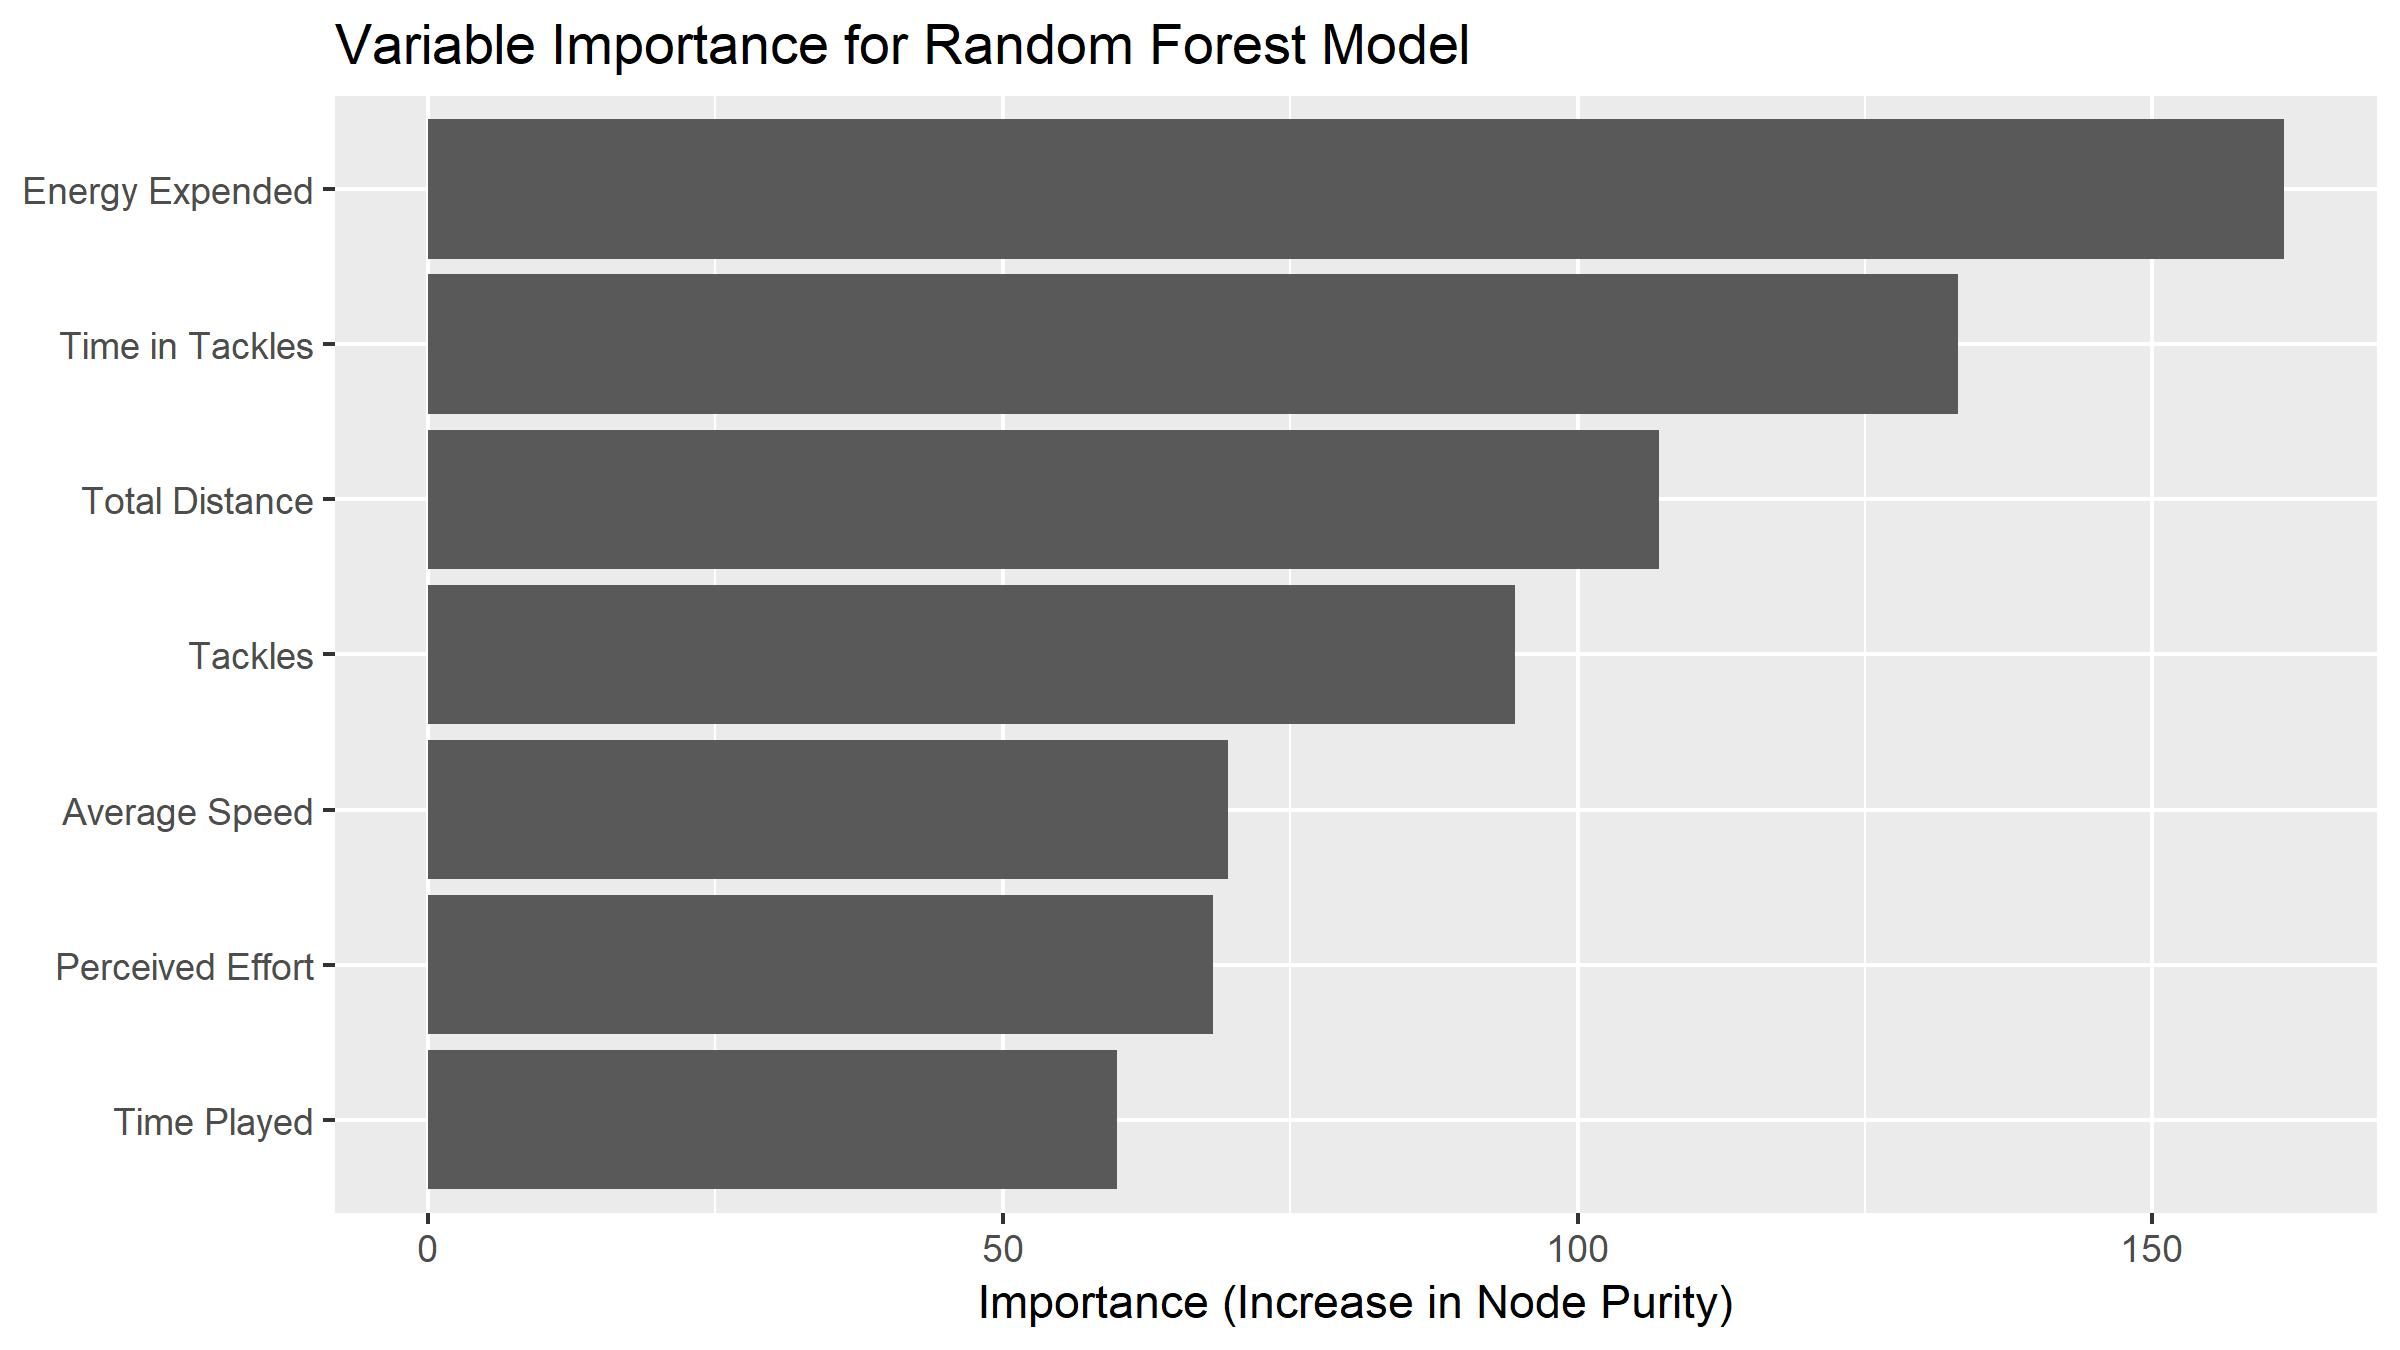 Variable Importance for Random Forest Model
Energy Expended
Time in Tackles
Total Distance
Tackles
Average Speed
Perceived Effort
Time Played
0 50 100 150
Importance (Increase in Node Purity)